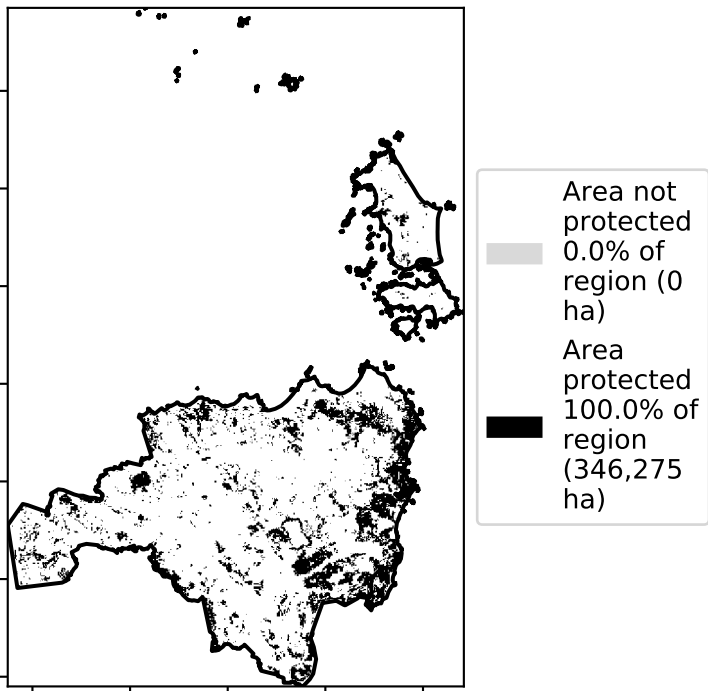 Area not
protected
0.0% of
region (0
ha)
Area
protected
100.0% of
region
(346,275
ha)